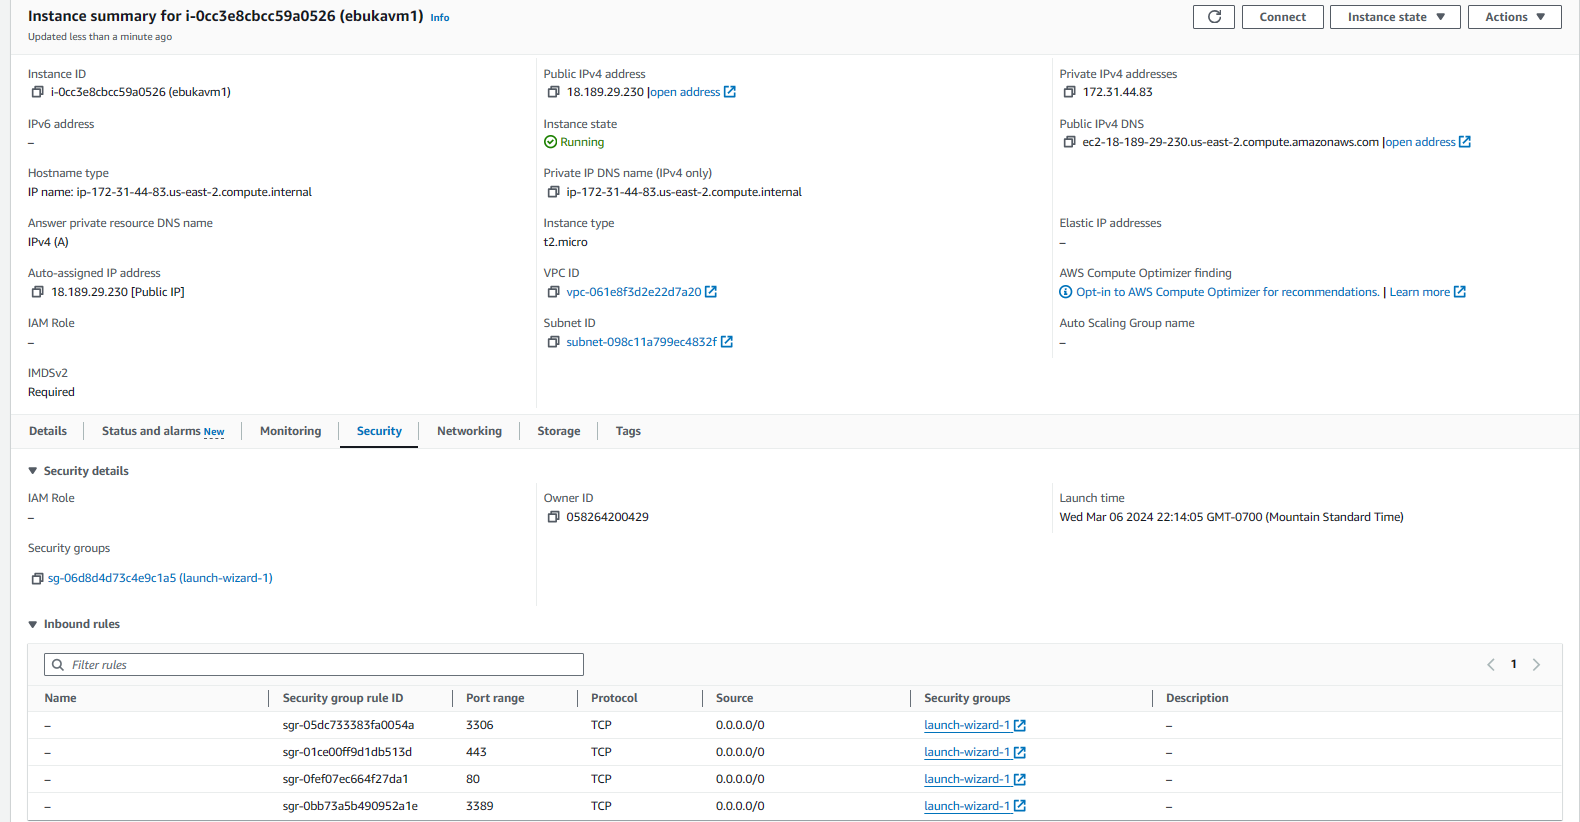 Instance summary for i-0cc3e8cbcc59a0526 (ebukavm1) Info
Updated less than a minute ago
Connect
Instance state
Actions
Instance ID
i-0cc3e8cbcc59a0526 (ebukavm1)
Public IPv4 address
18.189.29.230 |open address
Private IPv4 addresses
172.31.44.83
IPv6 address
–
Instance state
Running
Public IPv4 DNS
ec2-18-189-29-230.us-east-2.compute.amazonaws.com |open address
Hostname type
IP name: ip-172-31-44-83.us-east-2.compute.internal
Private IP DNS name (IPv4 only)
ip-172-31-44-83.us-east-2.compute.internal
Answer private resource DNS name
IPv4 (A)
Instance type
t2.micro
Elastic IP addresses
–
Auto-assigned IP address
18.189.29.230 [Public IP]
VPC ID
vpc-061e8f3d2e22d7a20
AWS Compute Optimizer finding
Opt-in to AWS Compute Optimizer for recommendations. | Learn more
IAM Role
–
Subnet ID
subnet-098c11a799ec4832f
Auto Scaling Group name
–
IMDSv2
Required
Details Status and alarms New Monitoring Security Networking Storage Tags
Security details
IAM Role
–
Owner ID
058264200429
Launch time
Wed Mar 06 2024 22:14:05 GMT-0700 (Mountain Standard Time)
Security groups
sg-06d8d4d73c4e9c1a5 (launch-wizard-1)
Inbound rules
Filter rules
1
Name Security group rule ID Port range Protocol Source Security groups Description
– sgr-05dc733383fa0054a 3306 TCP 0.0.0.0/0 launch-wizard-1 –
– sgr-01ce00ff9d1db513d 443 TCP 0.0.0.0/0 launch-wizard-1 –
– sgr-0fef07ec664f27da1 80 TCP 0.0.0.0/0 launch-wizard-1 –
– sgr-0bb73a5b490952a1e 3389 TCP 0.0.0.0/0 launch-wizard-1 –